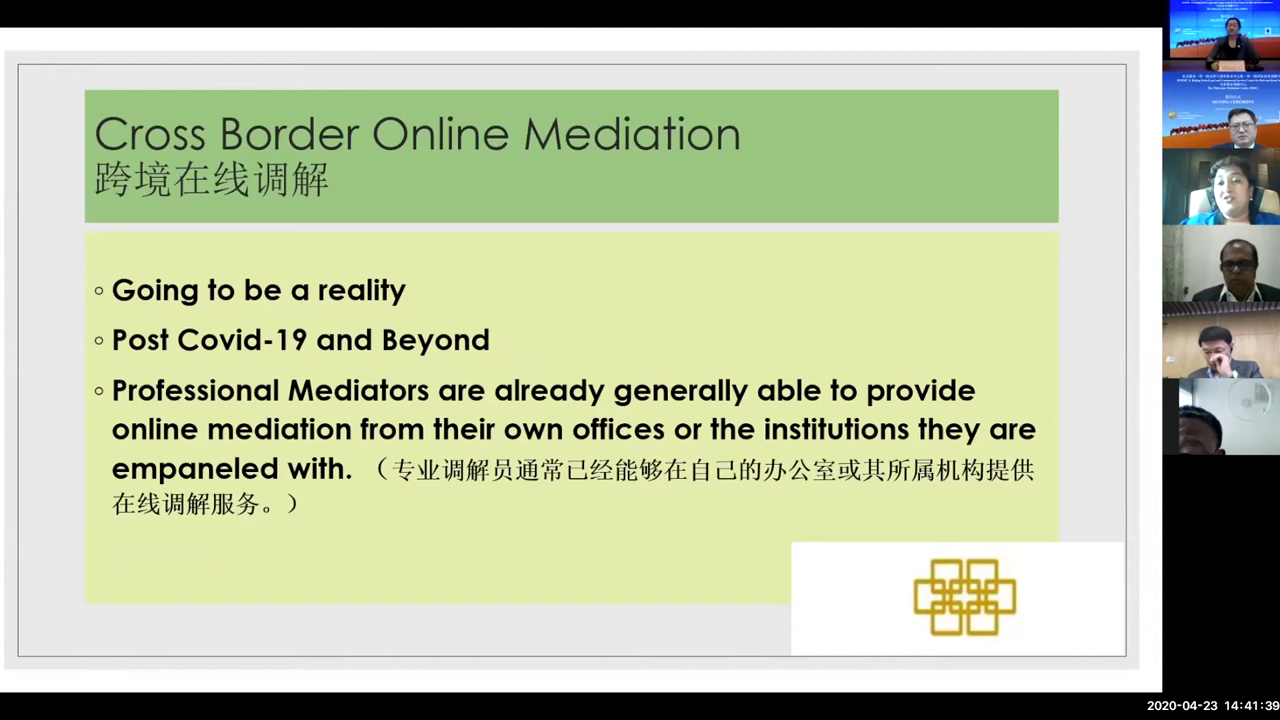 Cross Border Online Mediation
跨境在线调解
◦ Going to be a reality
◦ Post Covid-19 and Beyond
◦ Professional Mediators are already generally able to provide
online mediation from their own offices or the institutions they are
empaneled with. （专业调解员通常已经能够在自己的办公室或其所属机构提供
在线调解服务。）
SIGNING CEREMONY
2020-04-23 14:41:39